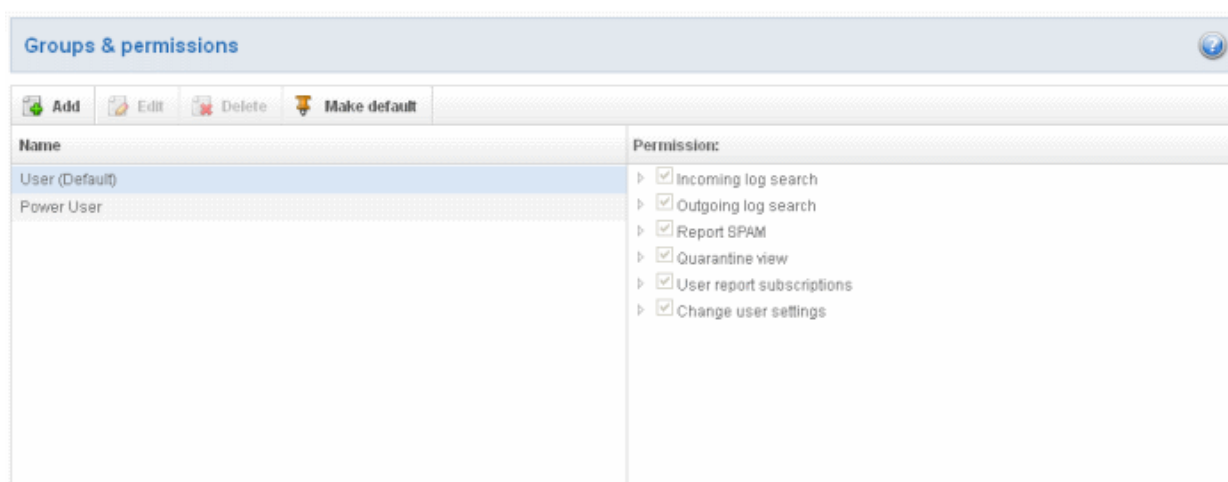 Groups & permissions
Add Edit Delete Make default
Name
User (Default)
Power User
Permission:
Incoming log search
Outgoing log search
Report SPAM
Quarantine view
User report subscriptions
Change user settings